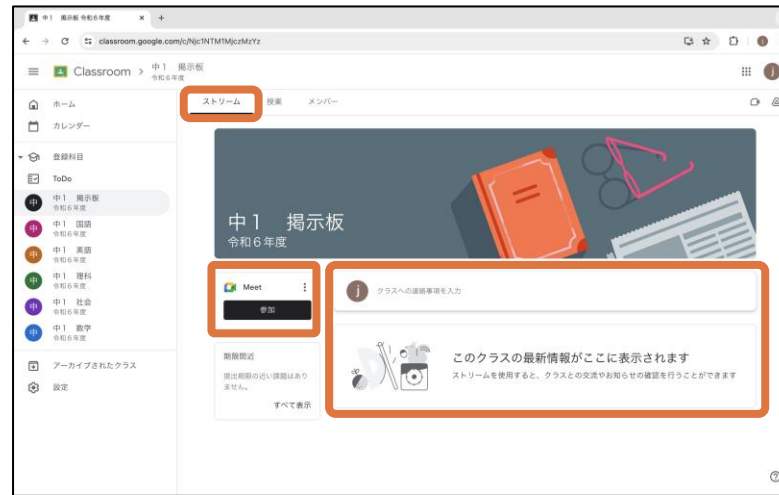 中1 掲示板 令和6年度
classroom.google.com/c/Njc1NTM1MjczMzYz
Classroom > 中1 掲示板
令和6年度
ホーム
カレンダー
登録科目
ToDo
中 中1 掲示板
令和6年度
中 中1 国語
令和6年度
中 中1 英語
令和6年度
中 中1 理科
令和6年度
中 中1 社会
令和6年度
中 中1 数学
令和6年度
アーカイブされたクラス
設定
ストリーム 授業 メンバー
中1 掲示板
令和6年度
Meet
参加
期限間近
提出期限の近い課題はあり
ません。
すべて表示
j クラスへの連絡事項を入力
このクラスの最新情報がここに表示されます
ストリームを使用すると、クラスとの交流やお知らせの確認を行うことができます
j